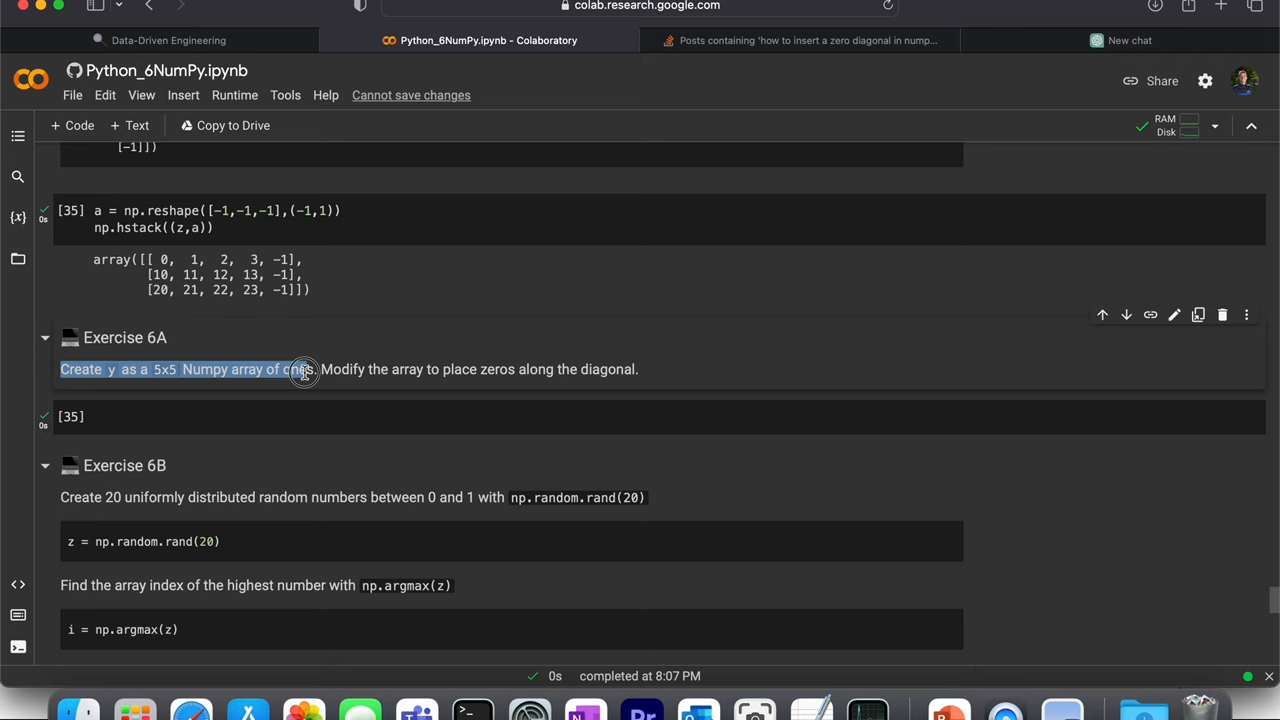 colab.research.google.com
Data-Driven Engineering
Python_6NumPy.ipynb - Colaboratory
Posts containing 'how to insert a zero diagonal in nump...
New chat
Python_6NumPy.ipynb
Share
File Edit View Insert Runtime Tools Help Cannot save changes
+ Code + Text Copy to Drive
RAM
Disk
[-1]])
[35] a = np.reshape([-1,-1,-1],(-1,1))
0s
np.hstack((z,a))
array([[ 0, 1, 2, 3, -1],
[10, 11, 12, 13, -1],
[20, 21, 22, 23, -1]])
Exercise 6A
Create y as a 5x5 Numpy array of ones. Modify the array to place zeros along the diagonal.
[35]
0s
Exercise 6B
Create 20 uniformly distributed random numbers between 0 and 1 with np.random.rand(20)
z = np.random.rand(20)
Find the array index of the highest number with np.argmax(z)
i = np.argmax(z)
0s completed at 8:07 PM